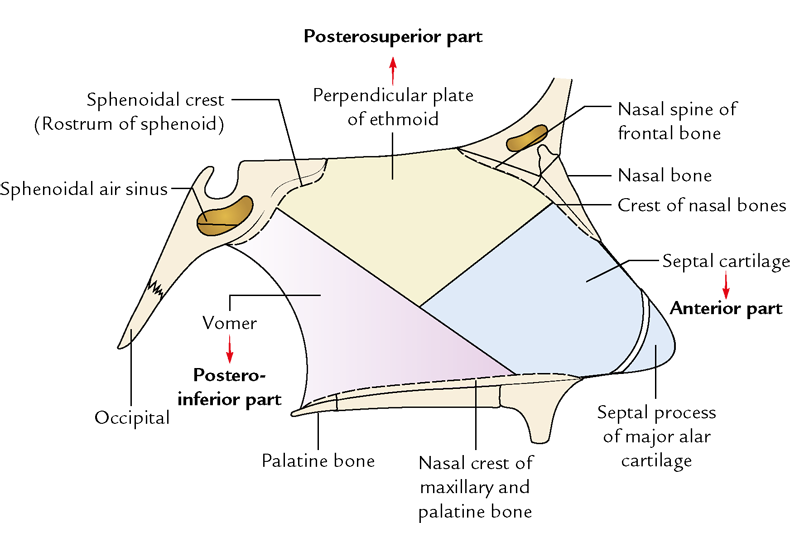 Posterosuperior part
Sphenoidal crest
(Rostrum of sphenoid)
Perpendicular plate
of ethmoid
Nasal spine of
frontal bone
Sphenoidal air sinus
Nasal bone
Crest of nasal bones
Septal cartilage
Anterior part
Vomer
Postero-
inferior part
Occipital
Septal process
of major alar
cartilage
Palatine bone
Nasal crest of
maxillary and
palatine bone